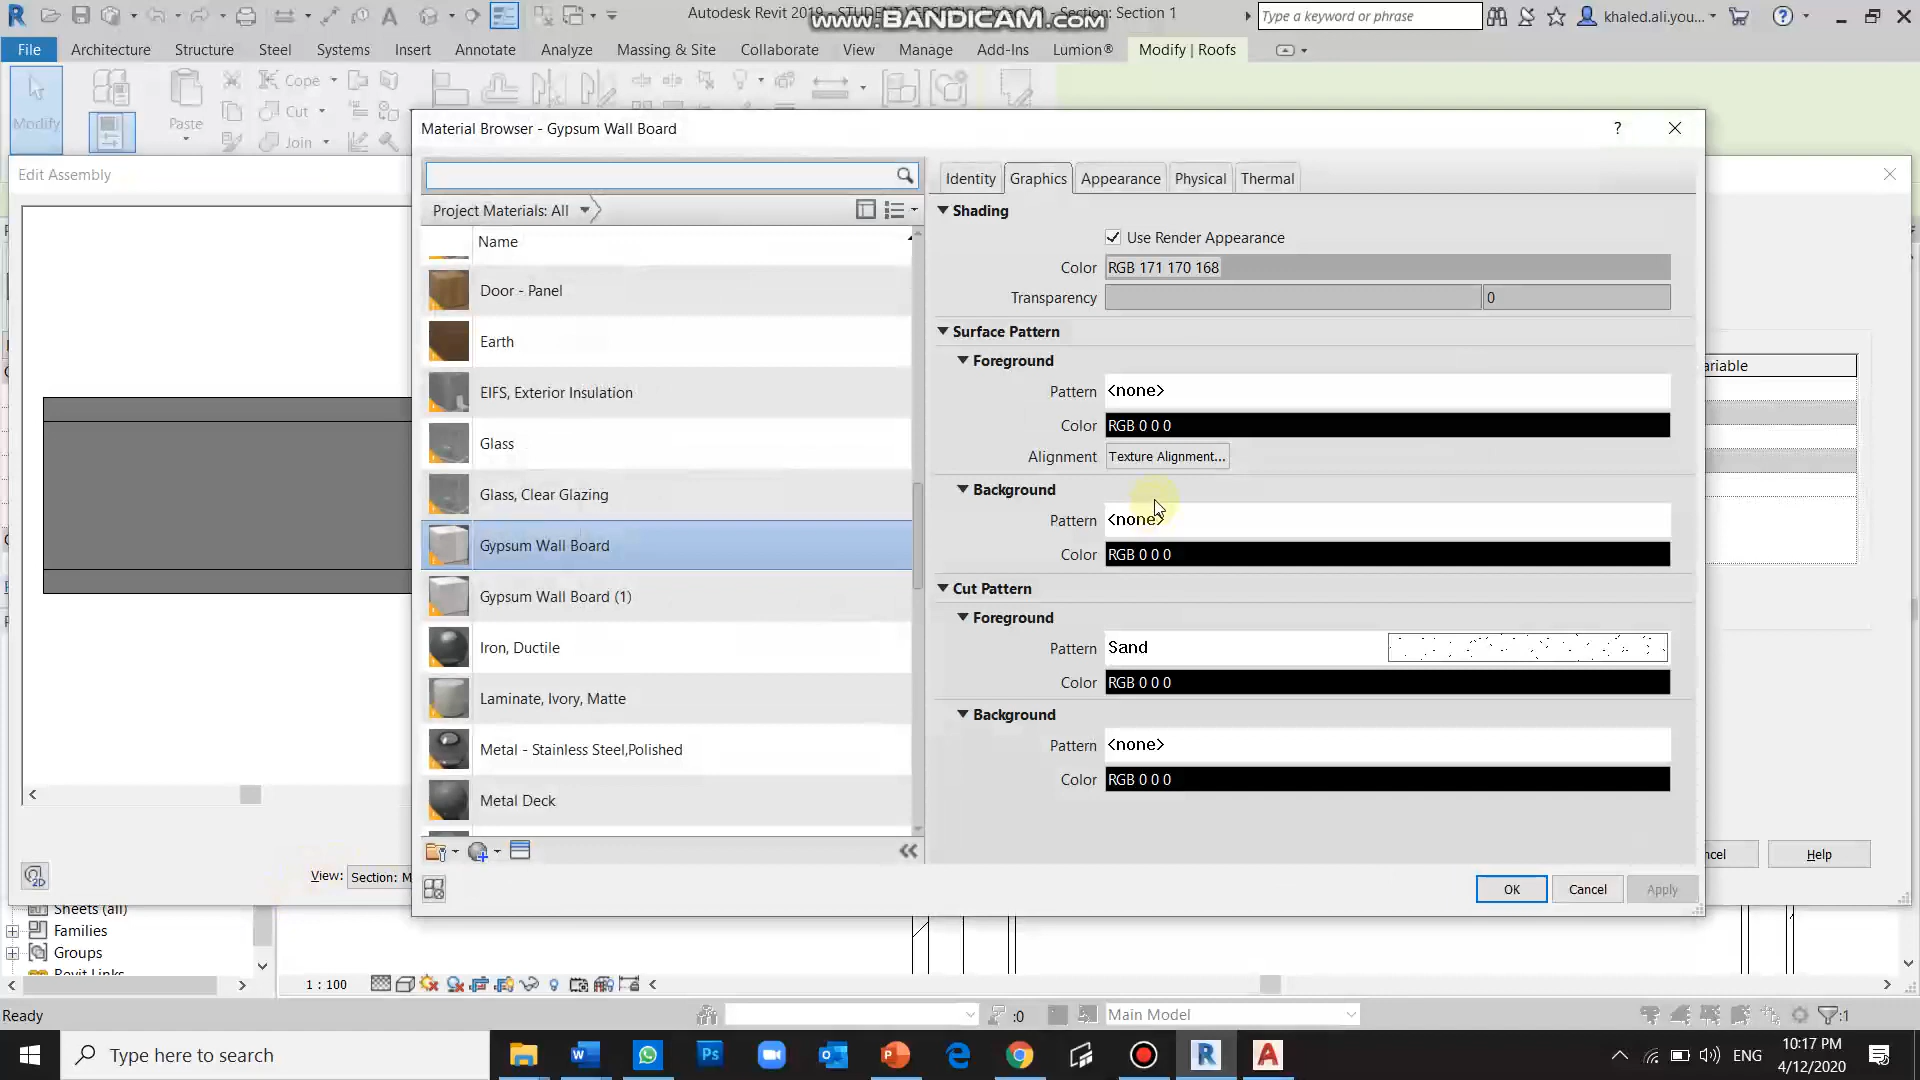 Autodesk Revit 2019 - STUDENT VERSION - Section: Section 1
www.BANDICAM.com
Type a keyword or phrase
khaled.ali.you...
File
Architecture
Structure
Steel
Systems
Insert
Annotate
Analyze
Massing & Site
Collaborate
View
Manage
Add-Ins
Lumion®
Modify | Roofs
Modify
Paste
Cope
Cut
Join
Edit Assembly
Material Browser - Gypsum Wall Board
?
Project Materials: All
Name
Door - Panel
Earth
EIFS, Exterior Insulation
Glass
Glass, Clear Glazing
Gypsum Wall Board
Gypsum Wall Board (1)
Iron, Ductile
Laminate, Ivory, Matte
Metal - Stainless Steel,Polished
Metal Deck
Identity
Graphics
Appearance
Physical
Thermal
Shading
Use Render Appearance
Color RGB 171 170 168
Transparency 0
Surface Pattern
Foreground
Pattern <none>
Color RGB 0 0 0
Alignment Texture Alignment...
Background
Pattern <none>
Color RGB 0 0 0
Cut Pattern
Foreground
Pattern Sand
Color RGB 0 0 0
Background
Pattern <none>
Color RGB 0 0 0
OK
Cancel
Apply
ariable
ncel
Help
View: Section: M
Sheets (all)
Families
Groups
Revit Links
1 : 100
Ready
:0
Main Model
:1
Type here to search
ENG
10:17 PM
4/12/2020